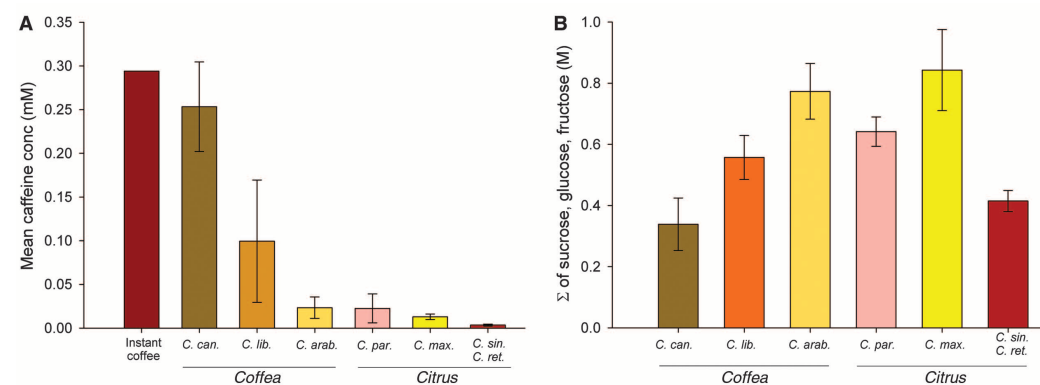 A
Mean caffeine conc (mM)
0.35
0.30
0.25
0.20
0.15
0.10
0.05
0.00
Instant
coffee
C. can.
C. lib.
C. arab.
C. par.
C. max.
C. sin.
C. ret.
Coffea
Citrus
B
Σ of sucrose, glucose, fructose (M)
1.0
0.8
0.6
0.4
0.2
0.0
C. can.
C. lib.
C. arab.
C. par.
C. max.
C. sin.
C. ret.
Coffea
Citrus